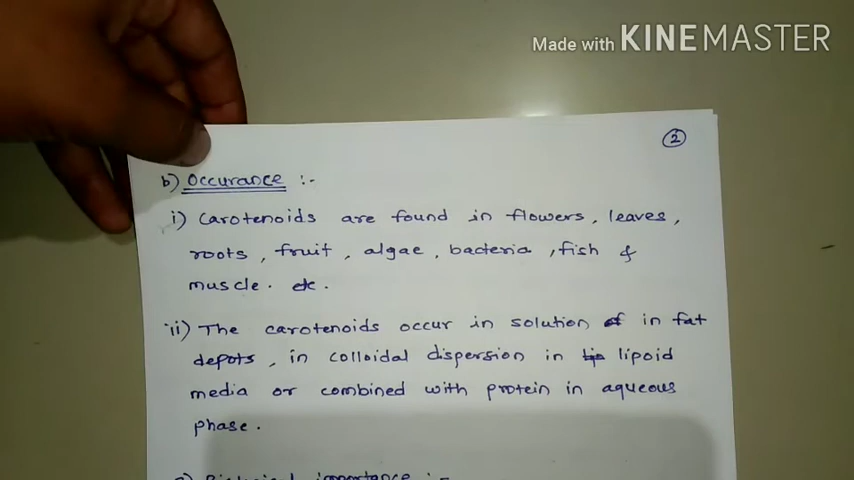 Made with KINEMASTER
2
b) Occurance :-
i) Carotenoids are found in flowers, leaves,
roots, fruit, algae, bacteria, fish &
muscle. etc.
ii) The carotenoids occur in solution of in fat
depots, in colloidal dispersion in lipoid
media or combined with protein in aqueous
phase.
Biological importance :-